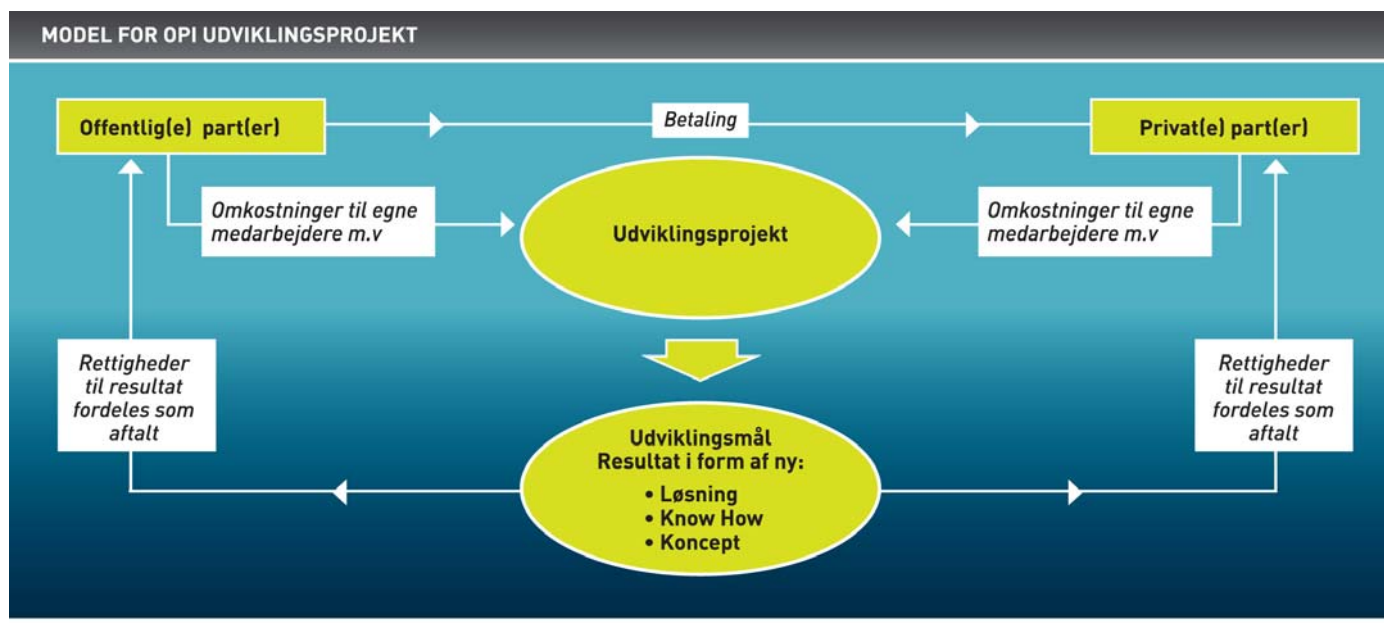 MODEL FOR OPI UDVIKLINGSPROJEKT
Offentlig(e) part(er)
Betaling
Privat(e) part(er)
Omkostninger til egne
medarbejdere m.v
Udviklingsprojekt
Omkostninger til egne
medarbejdere m.v
Rettigheder
til resultat
fordeles som
aftalt
Rettigheder
til resultat
fordeles som
aftalt
Udviklingsmål
Resultat i form af ny:
• Løsning
• Know How
• Koncept